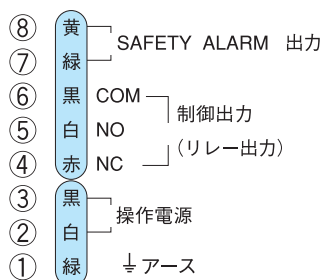 ⑧ 黄 SAFETY ALARM 出力
⑦ 緑
⑥ 黒 COM 制御出力
⑤ 白 NO (リレー出力)
④ 赤 NC
③ 黒 操作電源
② 白
① 緑 アース